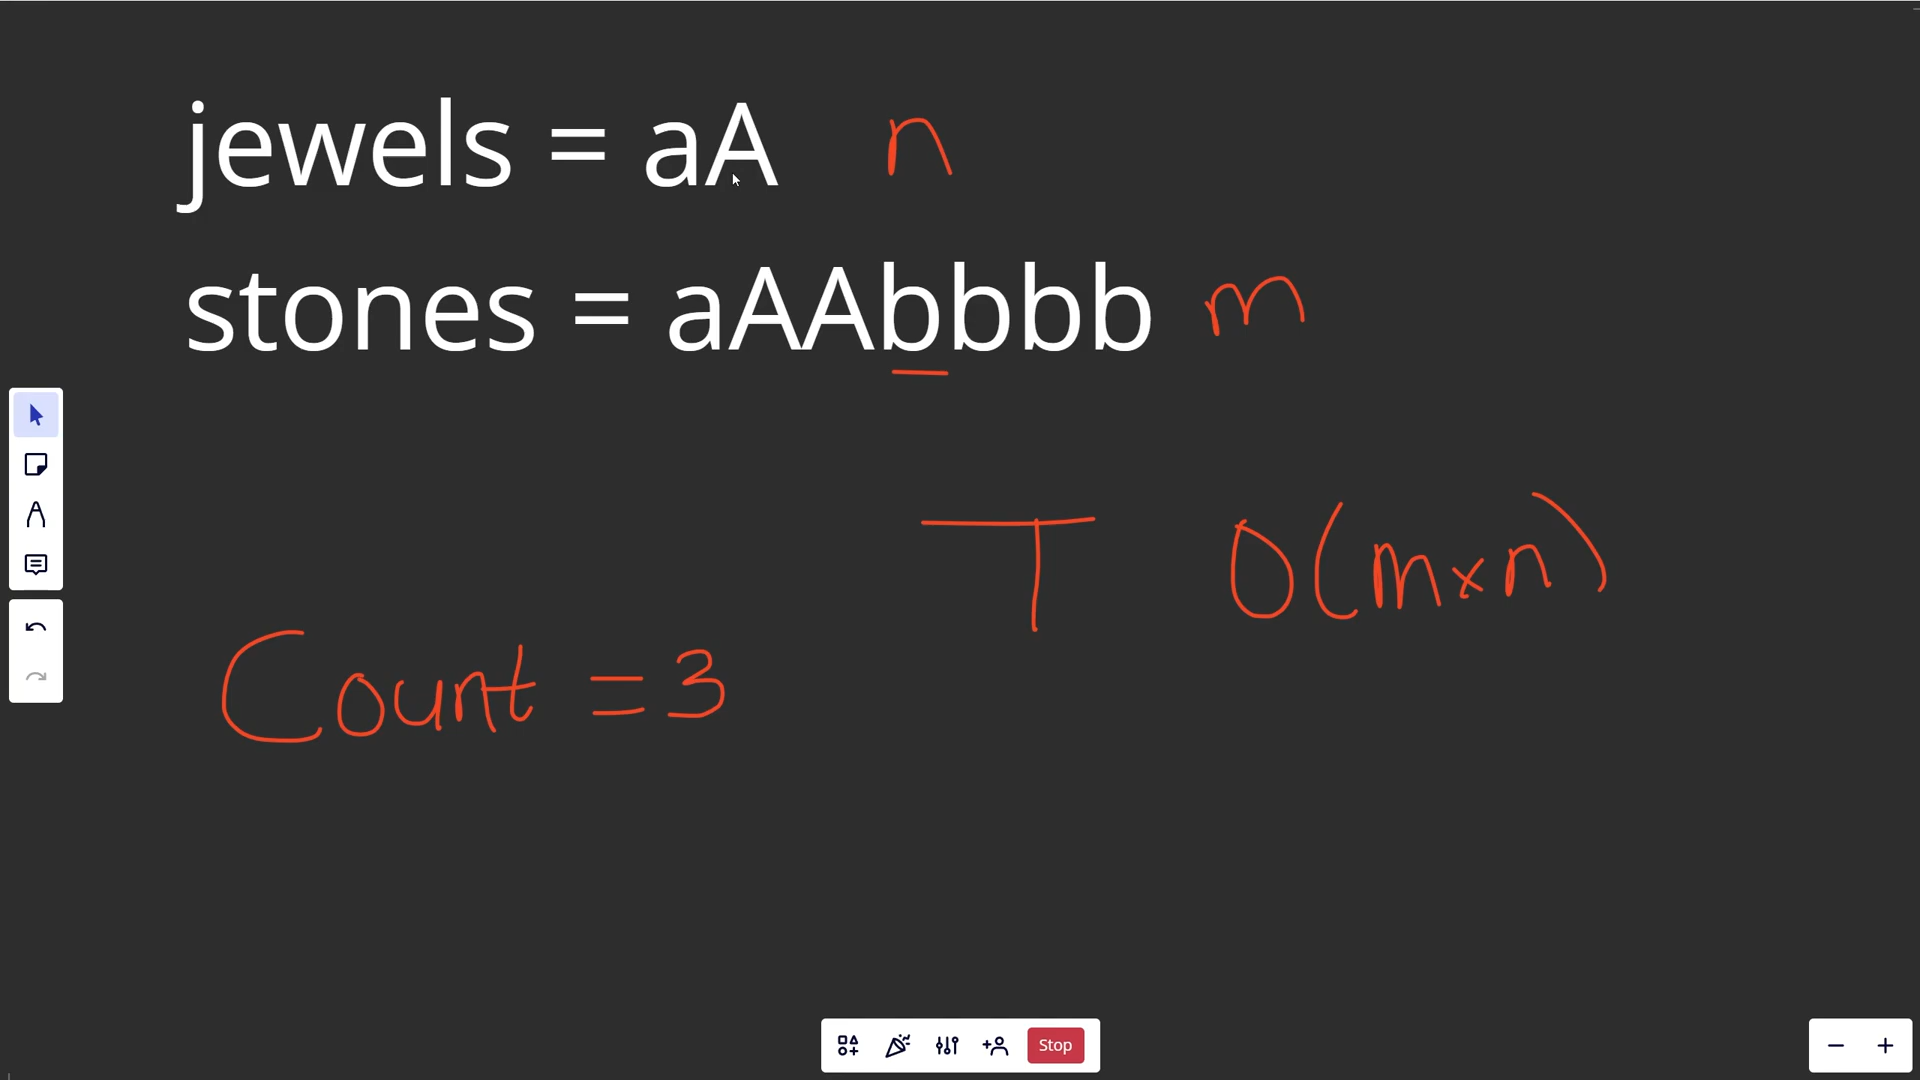 jewels = aA n
stones = aAAbbbb m
T O(m×n)
Count = 3
Stop